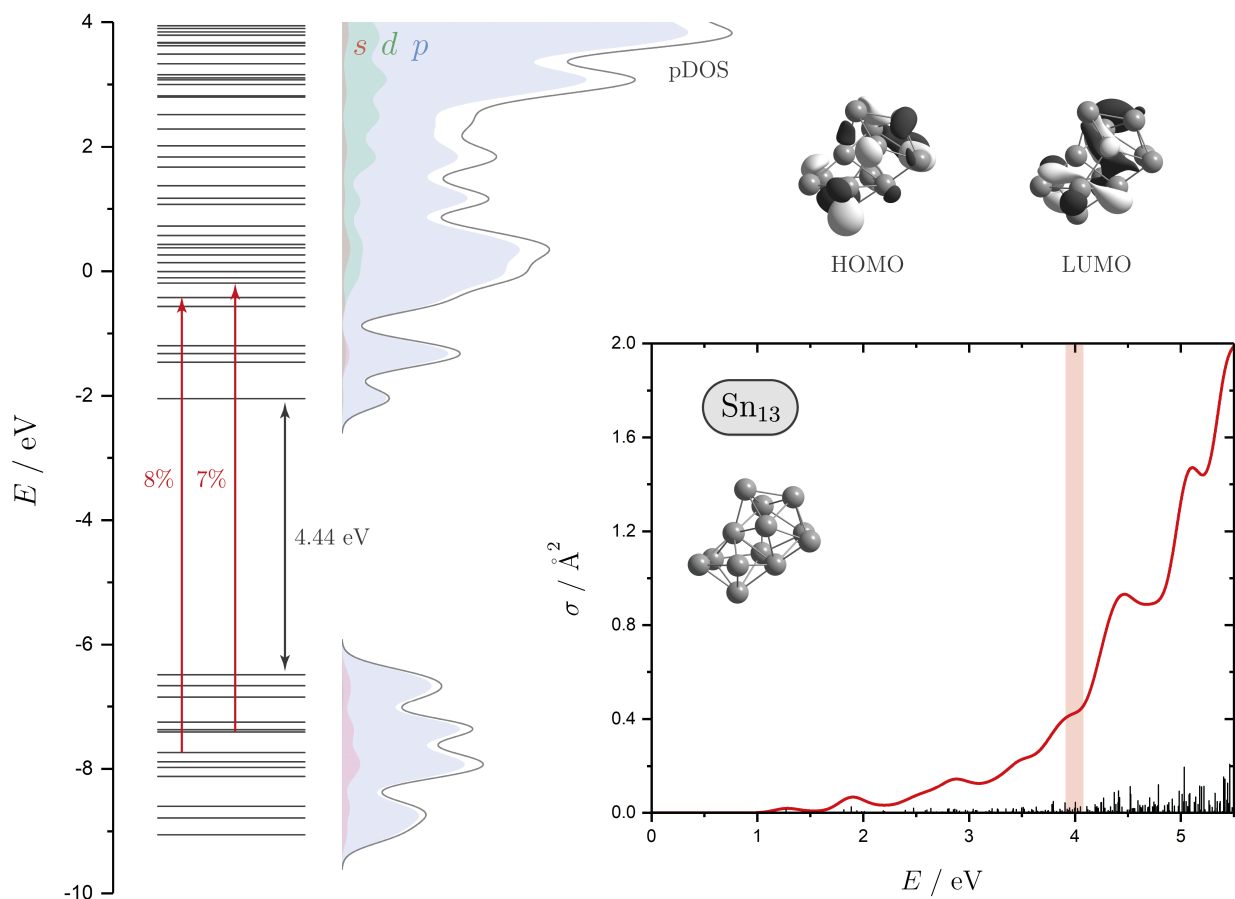 4
2
0
-2
-4
-6
-8
-10
E / eV
8%
7%
4.44 eV
s d p
pDOS
HOMO
LUMO
Sn₁₃
2.0
1.6
1.2
0.8
0.4
0.0
σ / Å²
0 1 2 3 4 5
E / eV